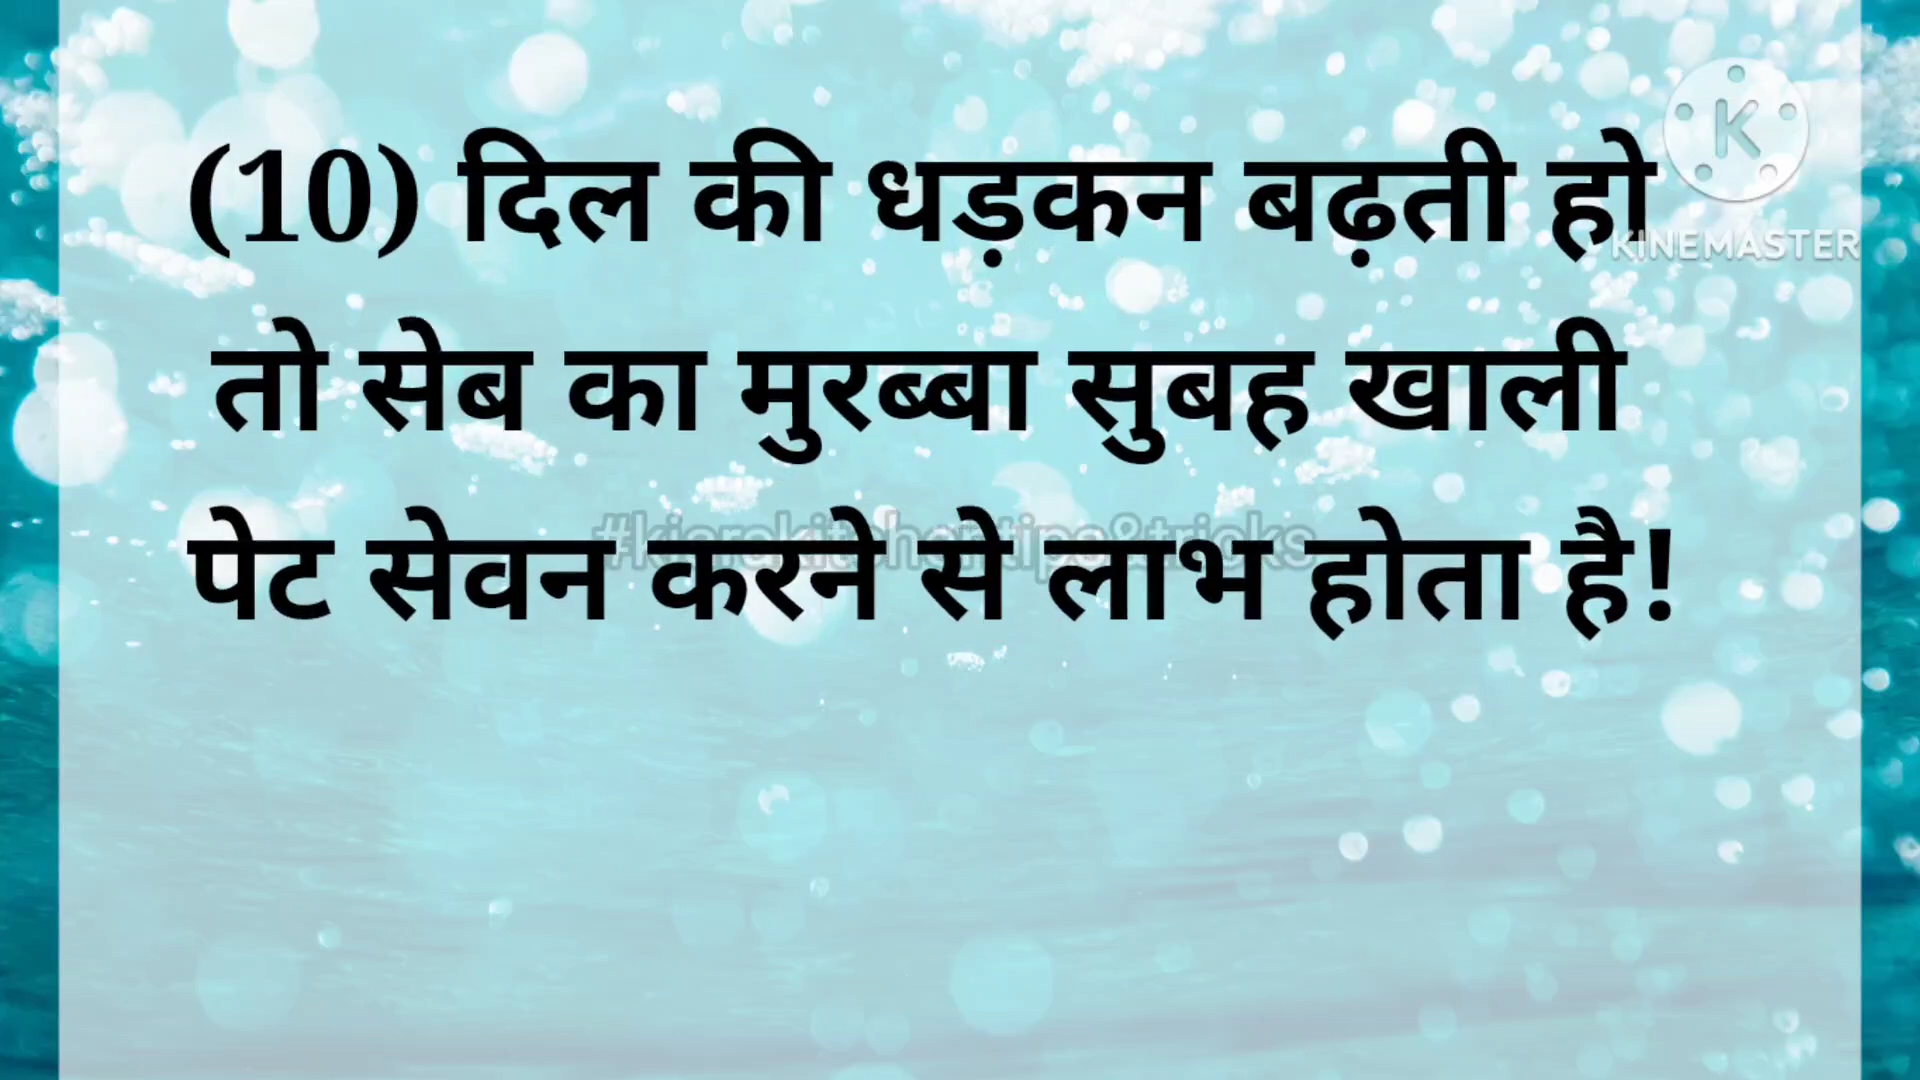 (10) दिल की धड़कन बढ़ती हो
KINEMASTER
तो सेब का मुरब्बा सुबह खाली
पेट सेवन करने से लाभ होता है!